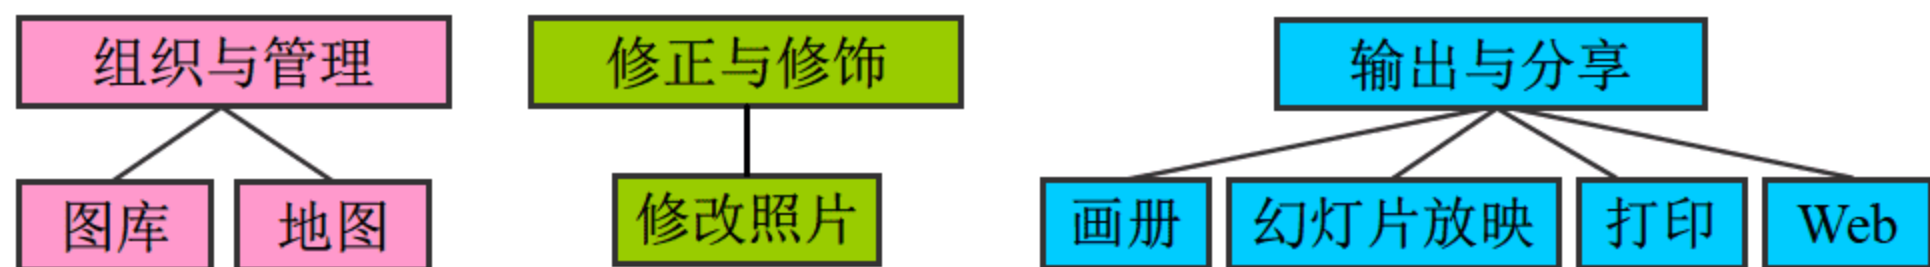 组织与管理
修正与修饰
输出与分享
图库
地图
修改照片
画册
幻灯片放映
打印
Web